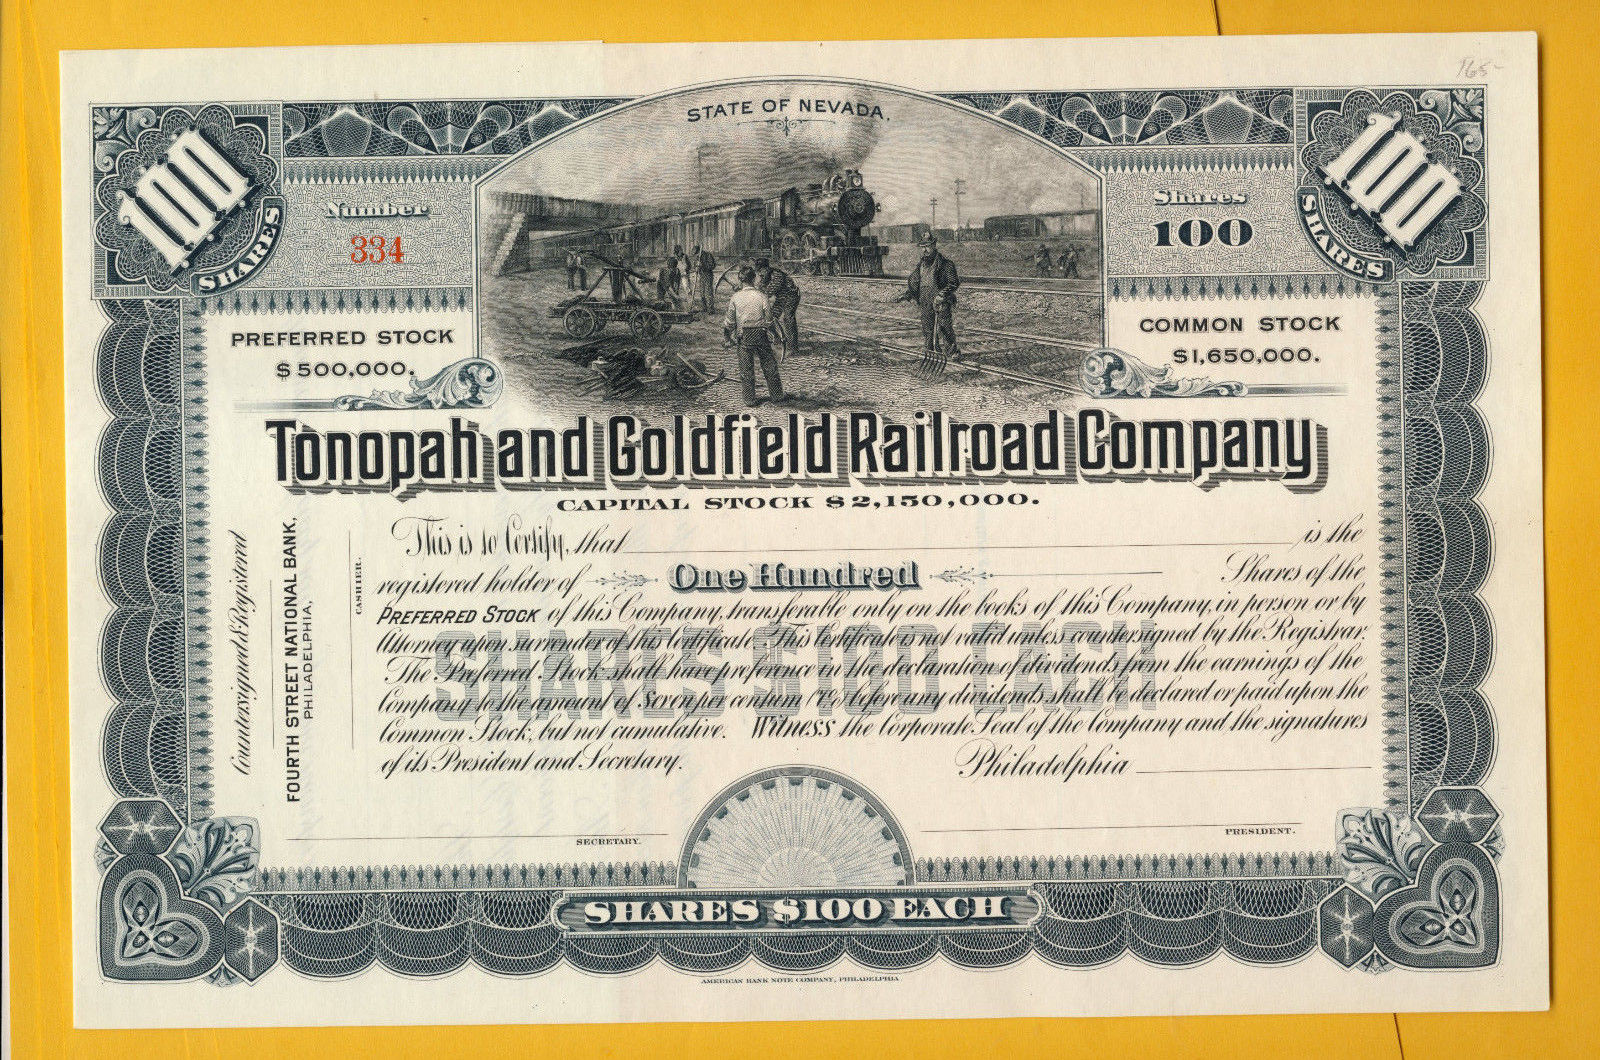 165-
STATE OF NEVADA.
100
SHARES
Number
334
Shares
100
100
SHARES
PREFERRED STOCK
$500,000.
COMMON STOCK
$1,650,000.
Tonopah and Goldfield Railroad Company
CAPITAL STOCK $2,150,000.
This is to Certify, that is the
registered holder of One Hundred Shares of the
PREFERRED STOCK of this Company, transferable only on the books of this Company, in person or by
Attorney upon surrender of this Certificate. This Certificate is not valid unless countersigned by the Registrar.
The Preferred Stock shall have preference in the declaration of dividends from the earnings of the
Company to the amount of Seven per centum (7%) before any dividends shall be declared or paid upon the
Common Stock, but not cumulative. Witness the Corporate Seal of the Company and the signatures
of its President and Secretary. Philadelphia
SHARES $100 EACH
Countersigned & Registered
FOURTH STREET NATIONAL BANK,
PHILADELPHIA,
CASHIER.
SECRETARY.
PRESIDENT.
SHARES $100 EACH
AMERICAN BANK NOTE COMPANY, PHILADELPHIA